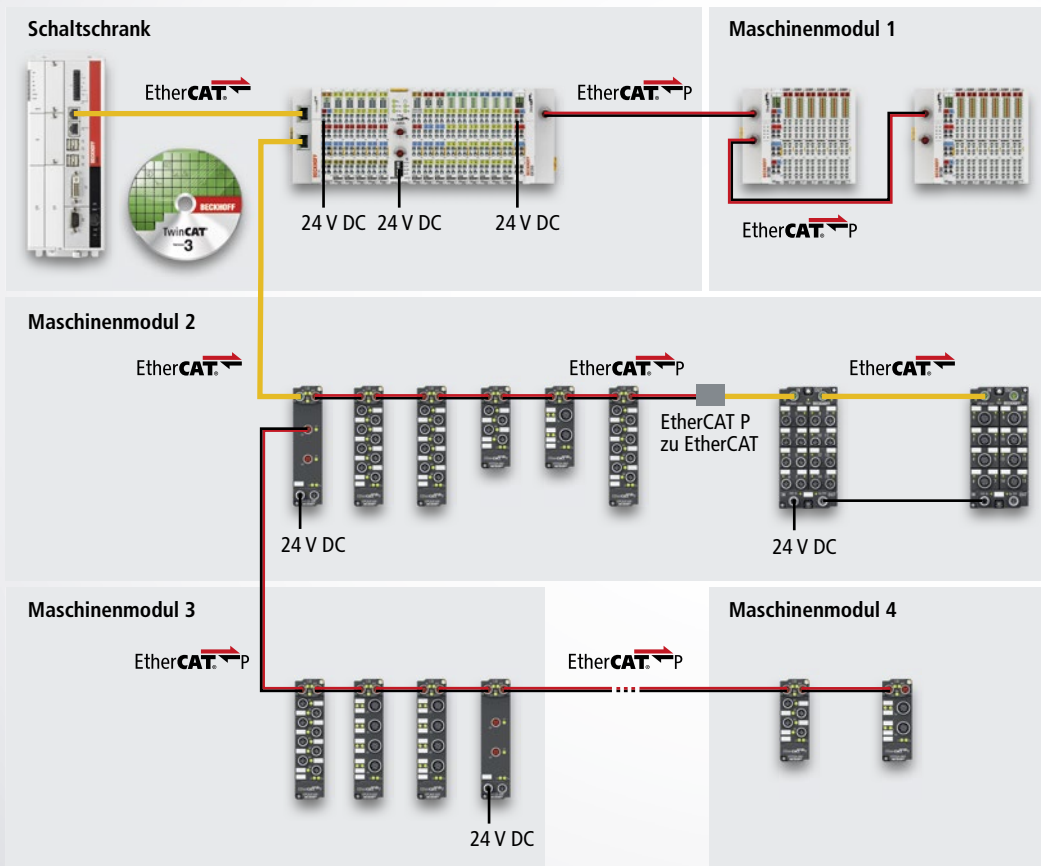 Schaltschrank
Maschinenmodul 1
EtherCAT®
EtherCAT® P
BECKHOFF
TwinCAT®
3
24 V DC
24 V DC
24 V DC
EtherCAT® P
Maschinenmodul 2
EtherCAT®
EtherCAT® P
EtherCAT®
EtherCAT P
zu EtherCAT
24 V DC
24 V DC
Maschinenmodul 3
Maschinenmodul 4
EtherCAT® P
EtherCAT® P
24 V DC